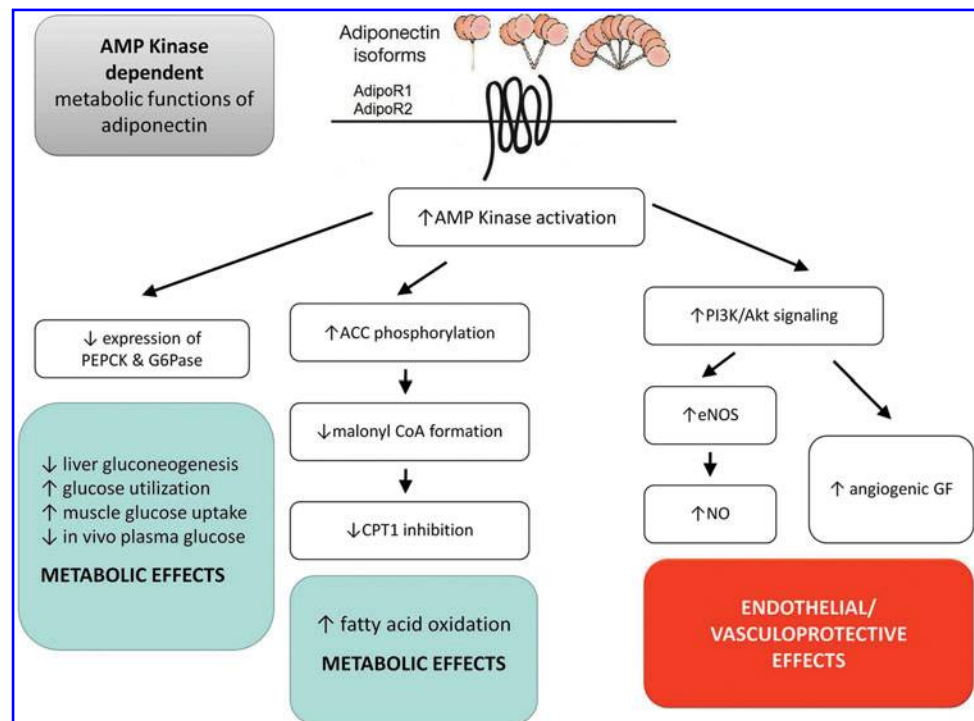 AMP Kinase
dependent
metabolic functions of
adiponectin
Adiponectin
isoforms
AdipoR1
AdipoR2
↑AMP Kinase activation
↓ expression of
PEPCK & G6Pase
↑ACC phosphorylation
↑PI3K/Akt signaling
↓malonyl CoA formation
↑eNOS
↓CPT1 inhibition
↑NO
↑ angiogenic GF
↓ liver gluconeogenesis
↑ glucose utilization
↑ muscle glucose uptake
↓ in vivo plasma glucose
METABOLIC EFFECTS
↑ fatty acid oxidation
METABOLIC EFFECTS
ENDOTHELIAL/
VASCULOPROTECTIVE
EFFECTS